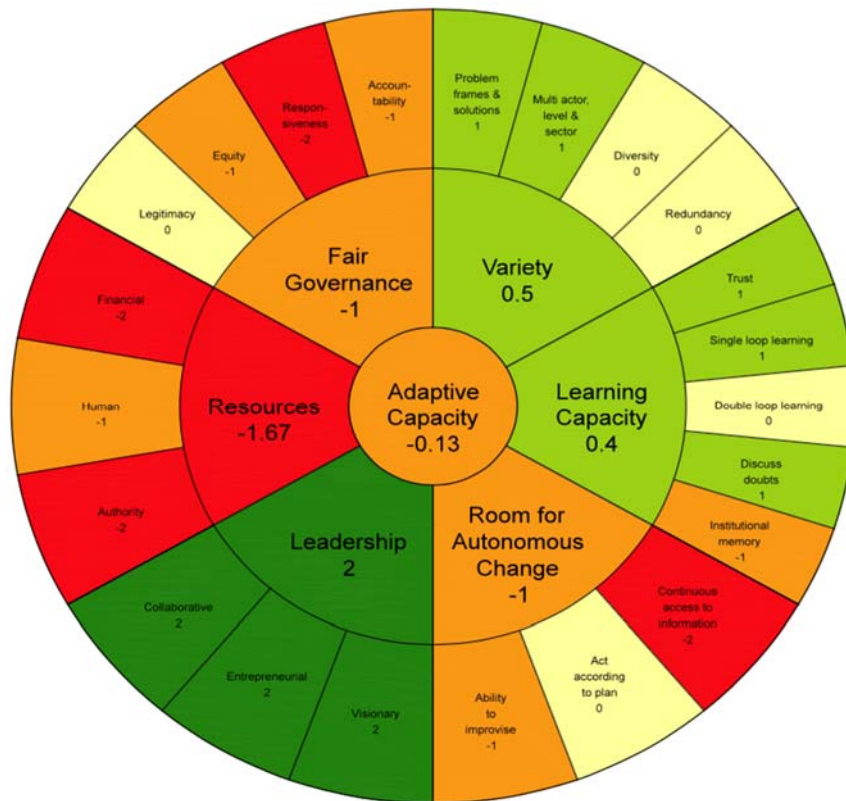 Accoun-
tability
-1
Problem
frames &
solutions
1
Multi actor,
level &
sector
1
Diversity
0
Redundancy
0
Trust
1
Single loop learning
1
Double loop learning
0
Discuss
doubts
1
Institutional
memory
-1
Continuous
access to
information
-2
Act
according
to plan
0
Ability
to
improvise
-1
Visionary
2
Entrepreneurial
2
Collaborative
2
Authority
-2
Human
-1
Financial
-2
Legitimacy
0
Equity
-1
Respon-
siveness
-2
Fair
Governance
-1
Variety
0.5
Learning
Capacity
0.4
Room for
Autonomous
Change
-1
Leadership
2
Resources
-1.67
Adaptive
Capacity
-0.13